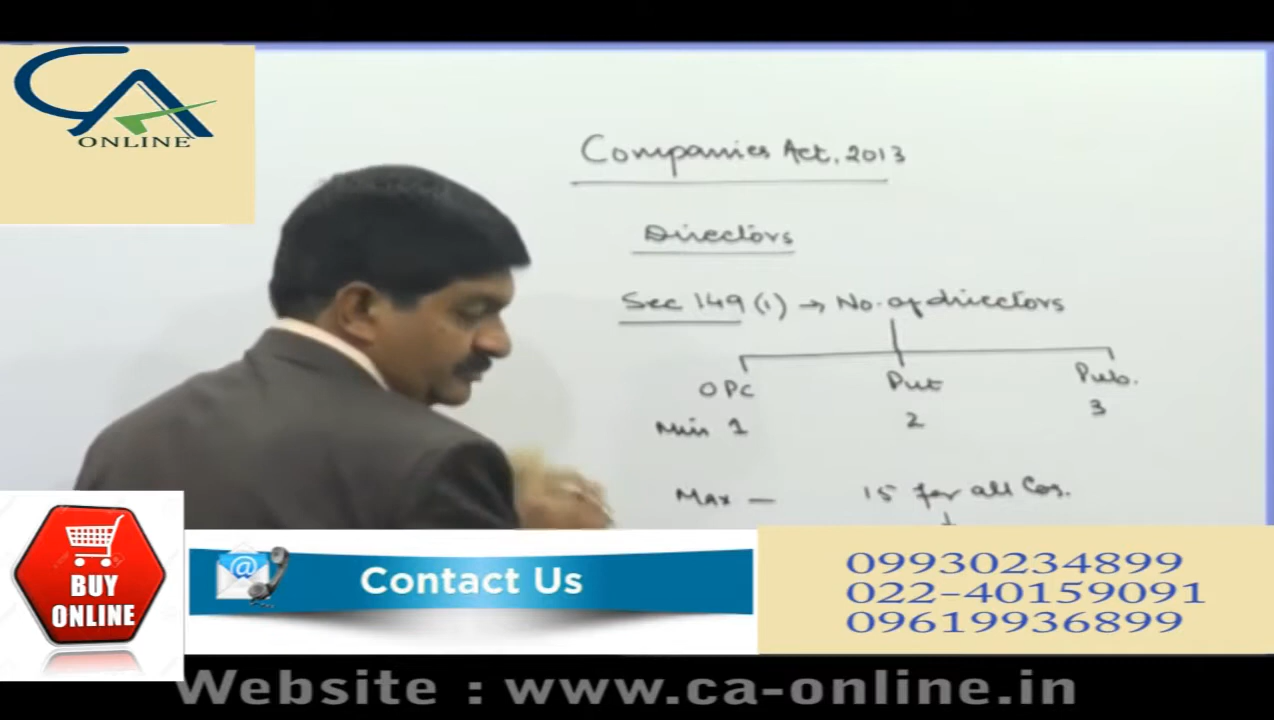 CA
ONLINE
Companies Act, 2013
Directors
Sec 149 (1) → No. of directors
OPC Pvt Pub.
Min 1 2 3
Max — 15 for all Cos.
BUY
ONLINE
@
Contact Us
09930234899
022-40159091
09619936899
Website : www.ca-online.in